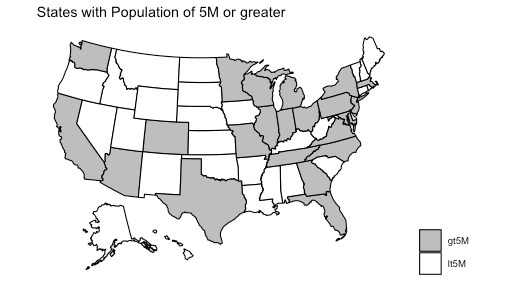 States with Population of 5M or greater
gt5M
lt5M